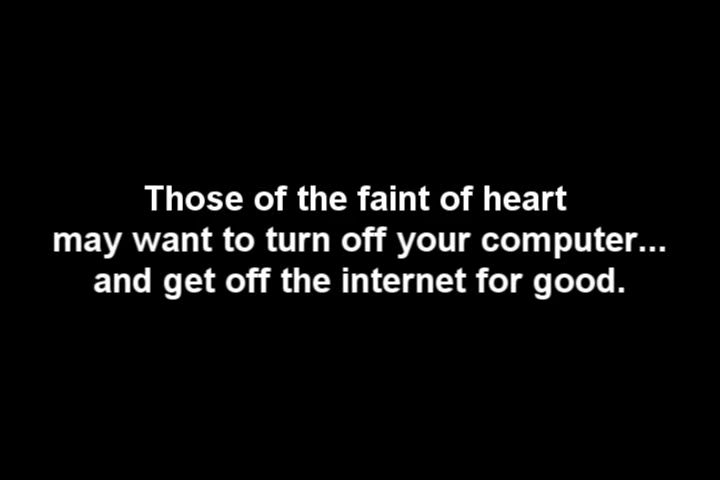 Those of the faint of heart
may want to turn off your computer...
and get off the internet for good.